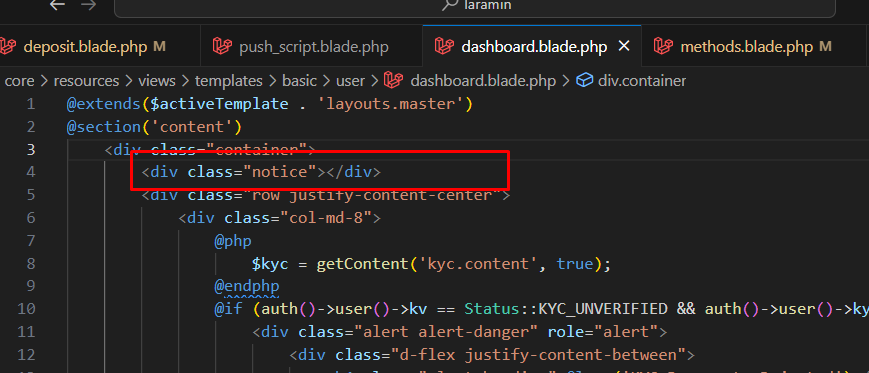 laramin
deposit.blade.php M push_script.blade.php dashboard.blade.php × methods.blade.php M
core > resources > views > templates > basic > user > dashboard.blade.php > div.container
1 @extends($activeTemplate . 'layouts.master')
2 @section('content')
3 <div class="container">
4 <div class="notice"></div>
5 <div class="row justify-content-center">
6 <div class="col-md-8">
7 @php
8 $kyc = getContent('kyc.content', true);
9 @endphp
10 @if (auth()->user()->kv == Status::KYC_UNVERIFIED && auth()->user()->ky
11 <div class="alert alert-danger" role="alert">
12 <div class="d-flex justify-content-between">